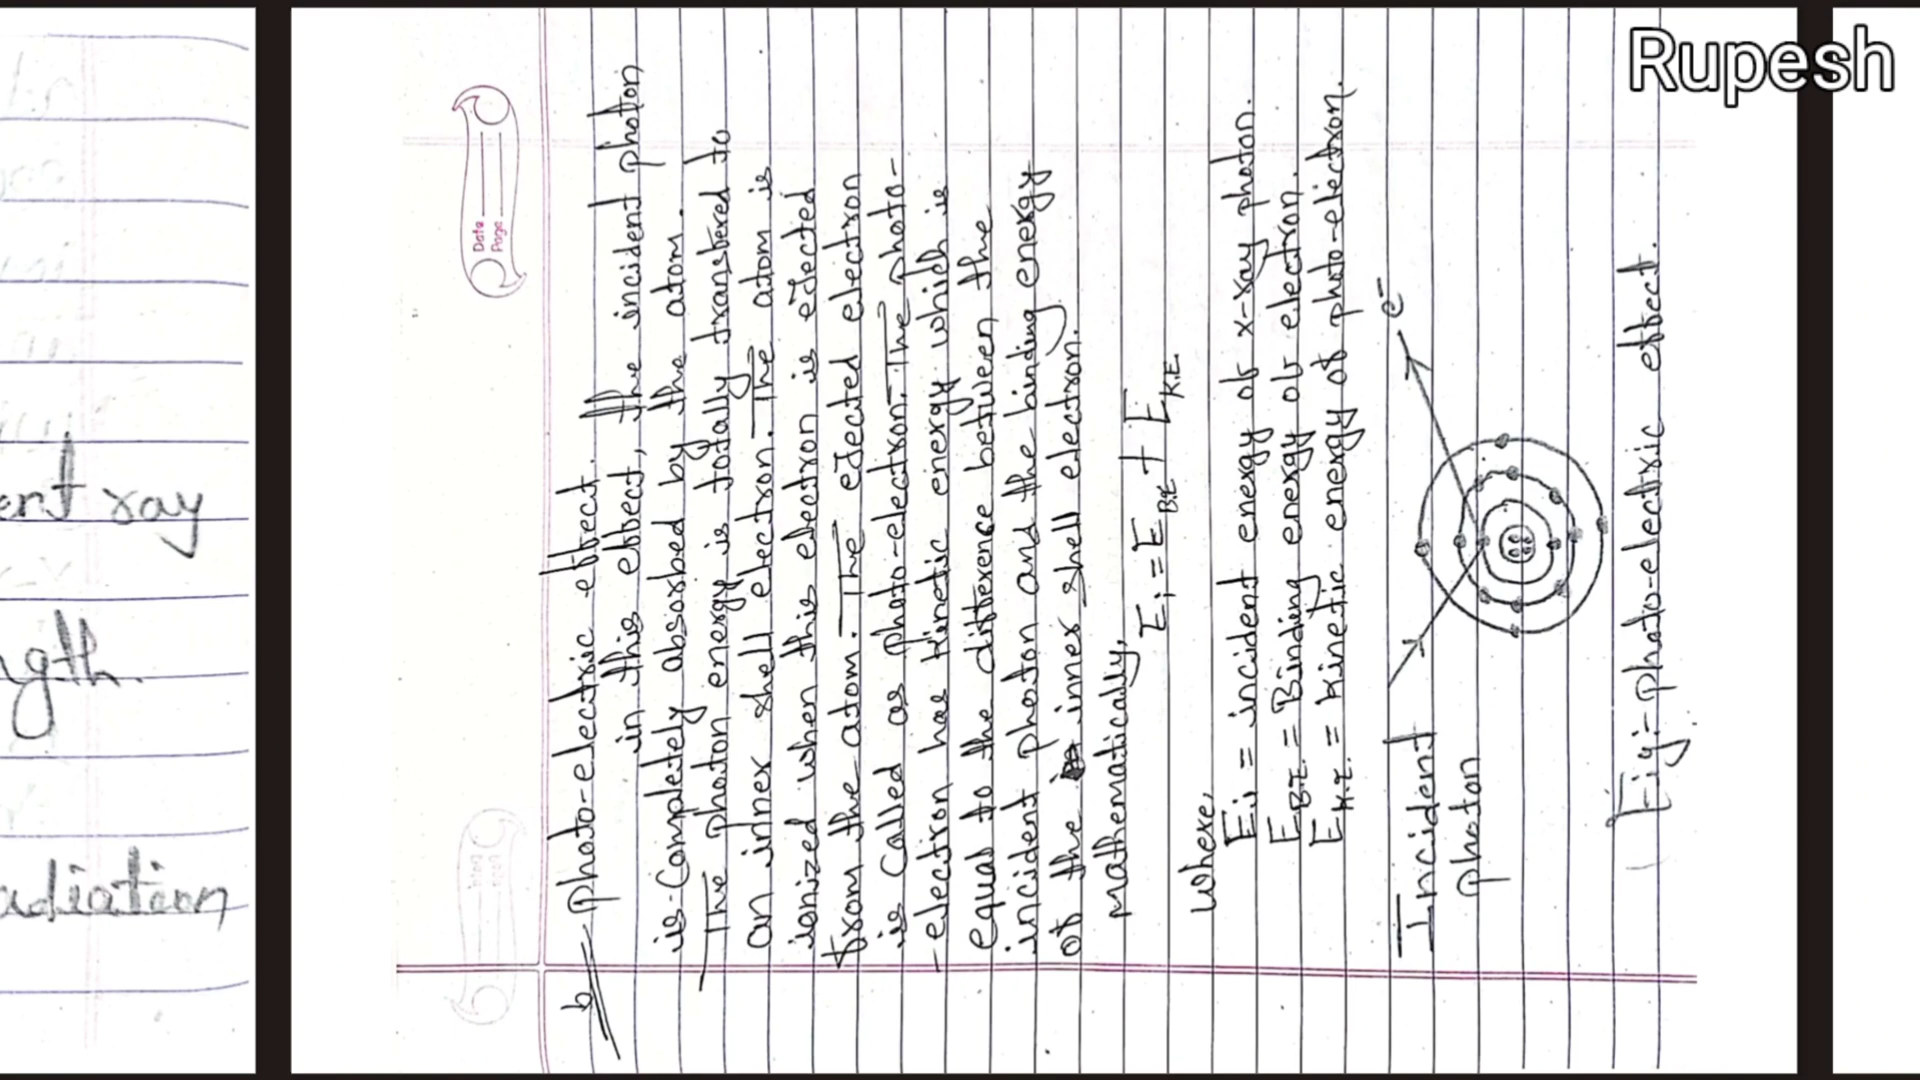 Rupesh
ent ray
ngth.
adiation
Date
Page
b photo-electric effect.
in this effect, the incident photon
is completely absorbed by the atom.
The photon energy is totally transfered to
an inner shell electron. The atom is
ionized when this electron is ejected
from the atom. The ejected electron
is called as photo-electron. The photo-
-electron has kinetic energy which is
equal to the difference between the
incident photon and the binding energy
of the inner shell electron.
mathematically,
Ei = EB.E + EK.E
where,
Ei = incident energy of x-ray photon.
EB.E. = Binding energy of electron.
EK.E. = kinetic energy of photo-electron.
e-
Incident
photon
Fig:- photo-electric effect.